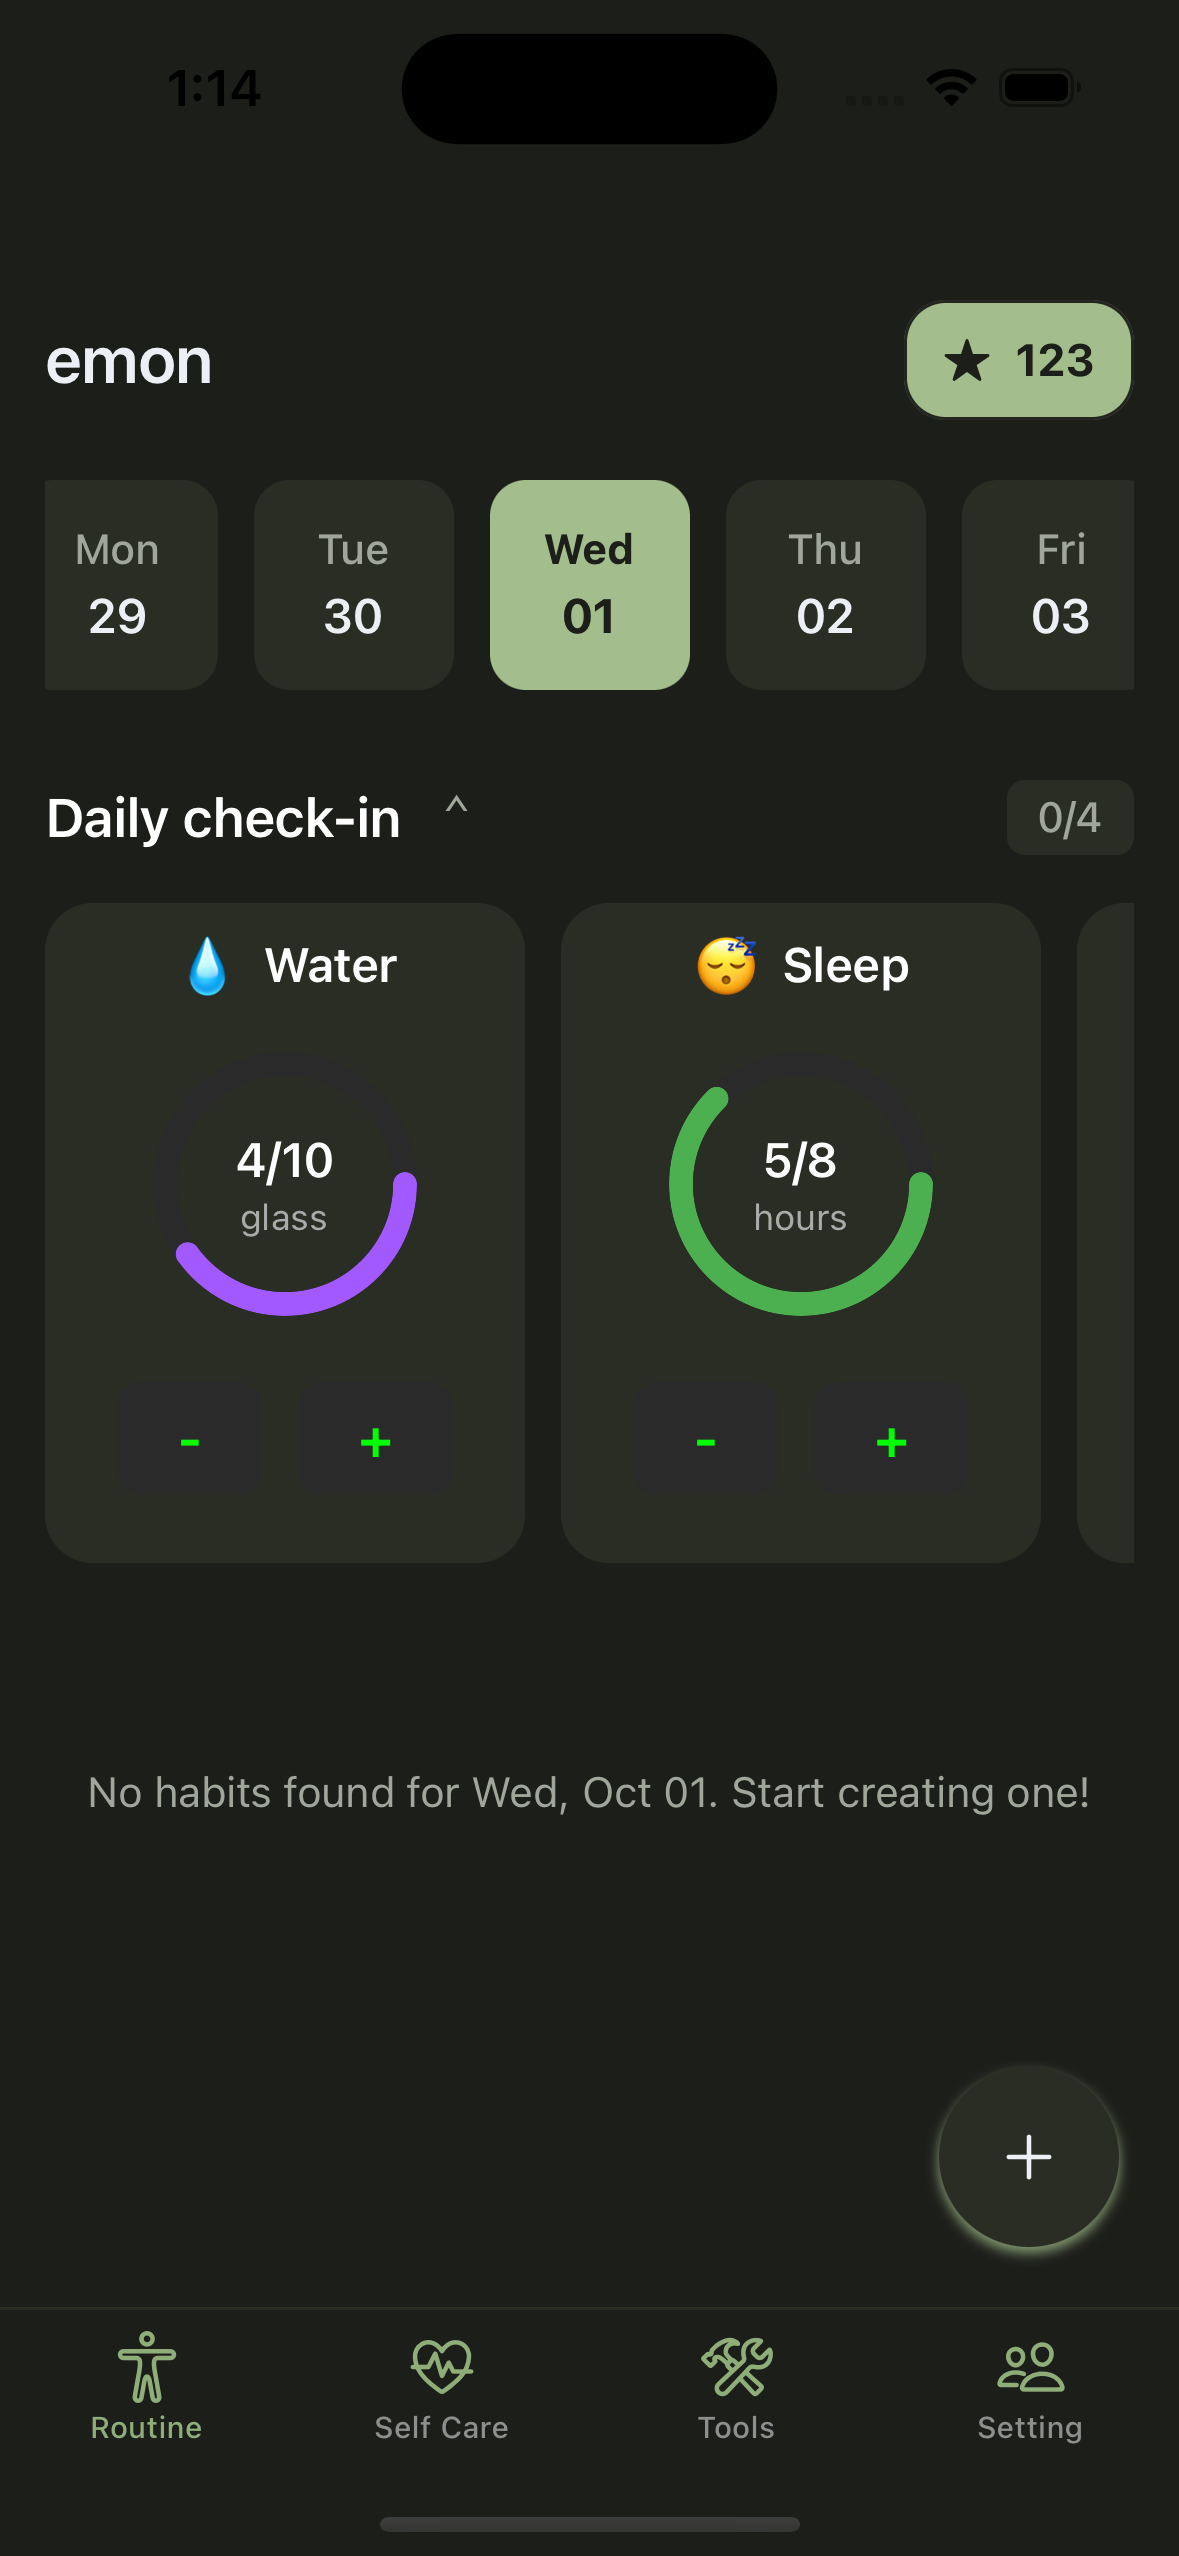 1:14
emon
★ 123
Mon Tue Wed Thu Fri
29 30 01 02 03
Daily check-in ^ 0/4
💧 Water 😴 Sleep
4/10 5/8
glass hours
- + - +
No habits found for Wed, Oct 01. Start creating one!
+
Routine Self Care Tools Setting